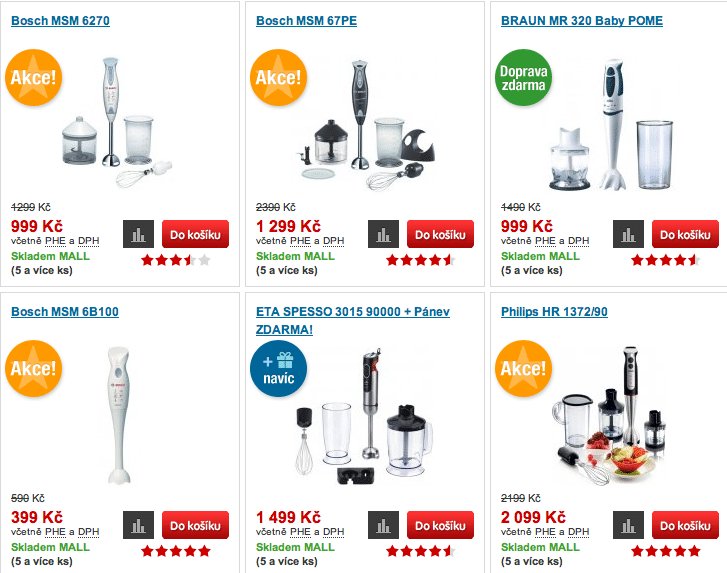 Bosch MSM 6270
Akce!
1299 Kč
999 Kč
včetně PHE a DPH
Do košíku
Skladem MALL
(5 a více ks)
Bosch MSM 67PE
Akce!
2390 Kč
1 299 Kč
včetně PHE a DPH
Do košíku
Skladem MALL
(5 a více ks)
BRAUN MR 320 Baby POME
Doprava
zdarma
1490 Kč
999 Kč
včetně PHE a DPH
Do košíku
Skladem MALL
(5 a více ks)
Bosch MSM 6B100
Akce!
590 Kč
399 Kč
včetně PHE a DPH
Do košíku
Skladem MALL
(5 a více ks)
ETA SPESSO 3015 90000 + Pánev
ZDARMA!
+
navíc
1 499 Kč
včetně PHE a DPH
Do košíku
Skladem MALL
(5 a více ks)
Philips HR 1372/90
Akce!
2199 Kč
2 099 Kč
včetně PHE a DPH
Do košíku
Skladem MALL
(5 a více ks)